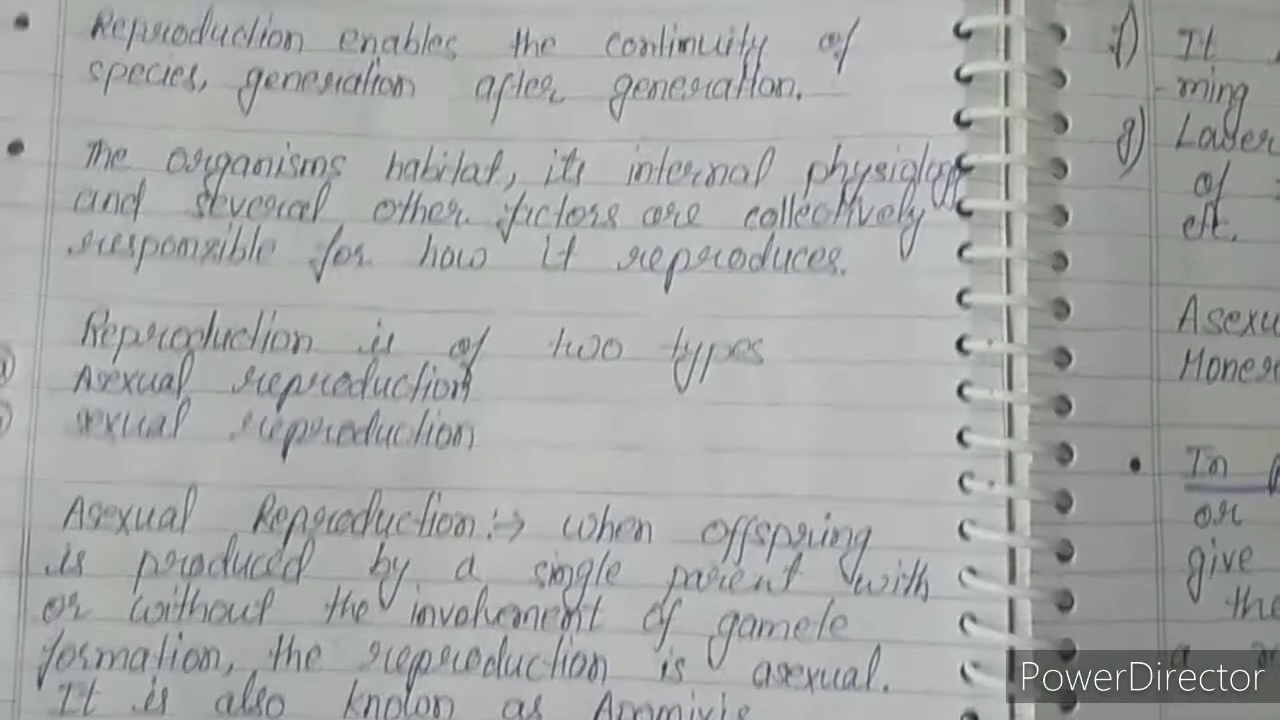 • Reproduction enables the continuity of
species, generation after generation.
• The organisms habitat, its internal physiology
and several other factors are collectively
responsible for how it reproduces.
Reproduction is of two types
Asexual reproduction
sexual reproduction
Asexual Reproduction:→ When offspring
is produced by a single parent with
or without the involvement of gamete
formation, the reproduction is asexual.
It is also known as Apomixis
f) It
ming
g) Layer
of
etc.
Asexu
Moner
• In
or
give
the
a
PowerDirector